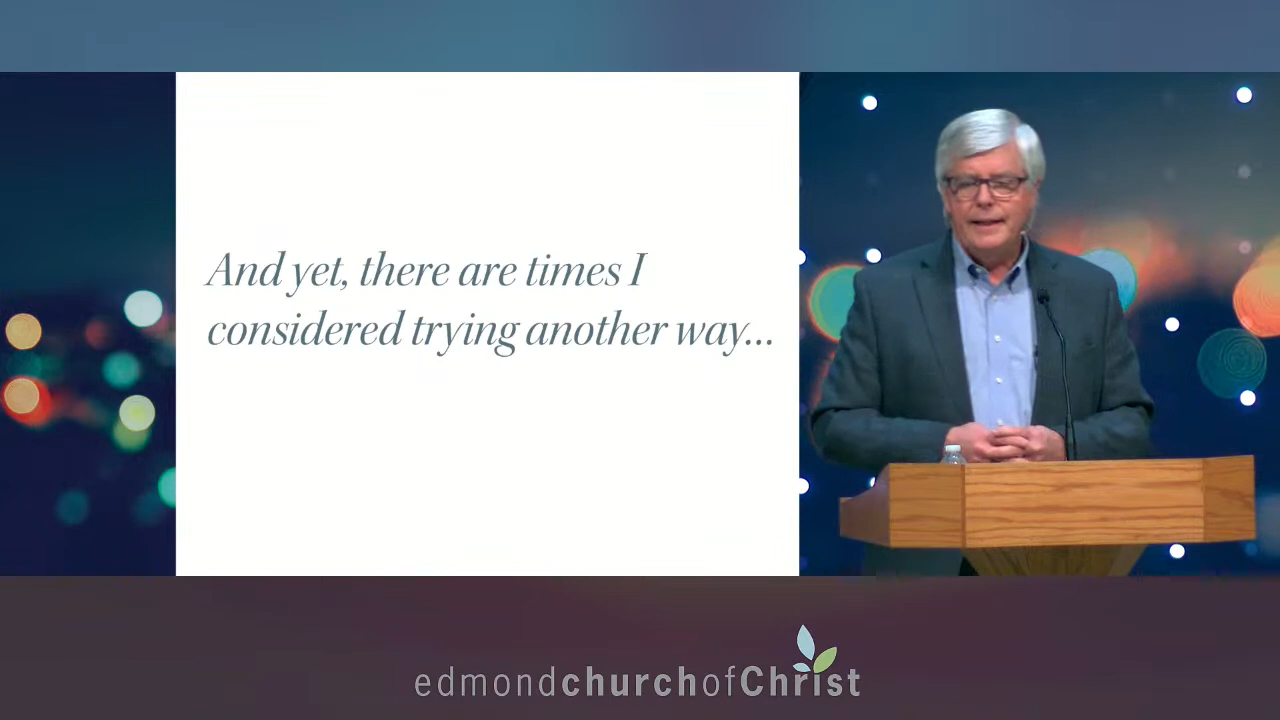 And yet, there are times I
considered trying another way...
edmondchurchofChrist